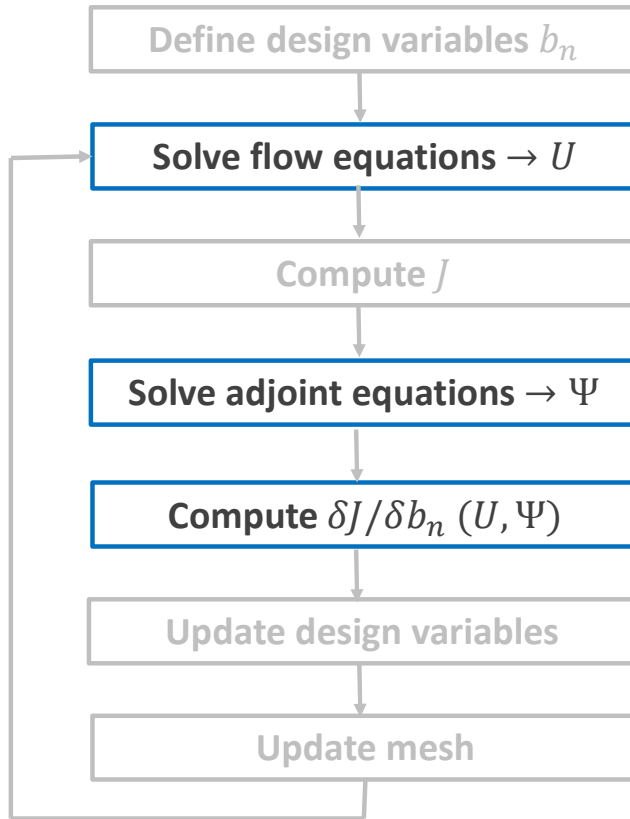 Define design variables bₙ
Solve flow equations → U
Compute J
Solve adjoint equations → Ψ
Compute δJ/δbₙ (U, Ψ)
Update design variables
Update mesh